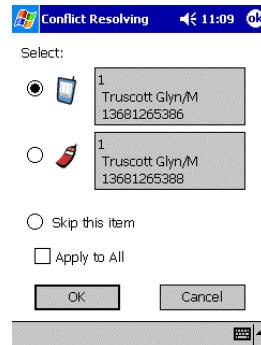 Conflict Resolving 11:09 ok
Select:
1
Truscott Glyn/M
13681265386
1
Truscott Glyn/M
13681265388
Skip this item
Apply to All
OK Cancel